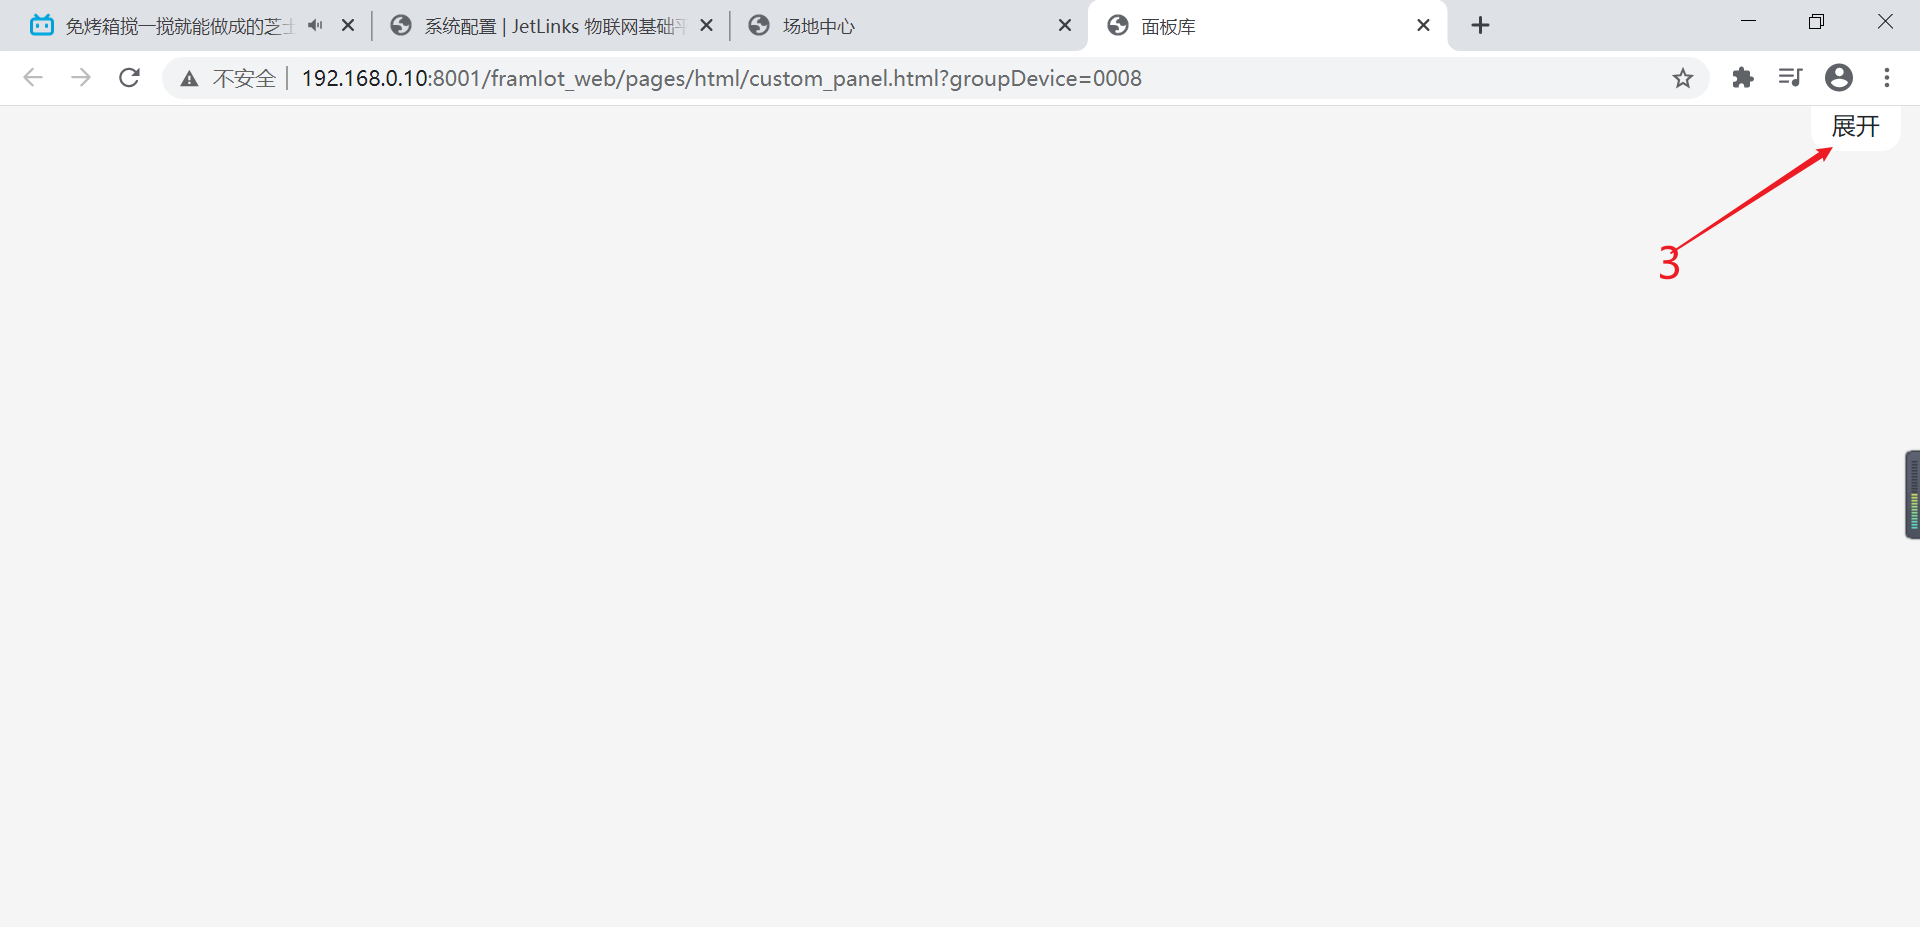 免烤箱搅一搅就能做成的芝士
系统配置 | JetLinks 物联网基础平
场地中心
面板库
不安全 | 192.168.0.10:8001/framlot_web/pages/html/custom_panel.html?groupDevice=0008
展开
3